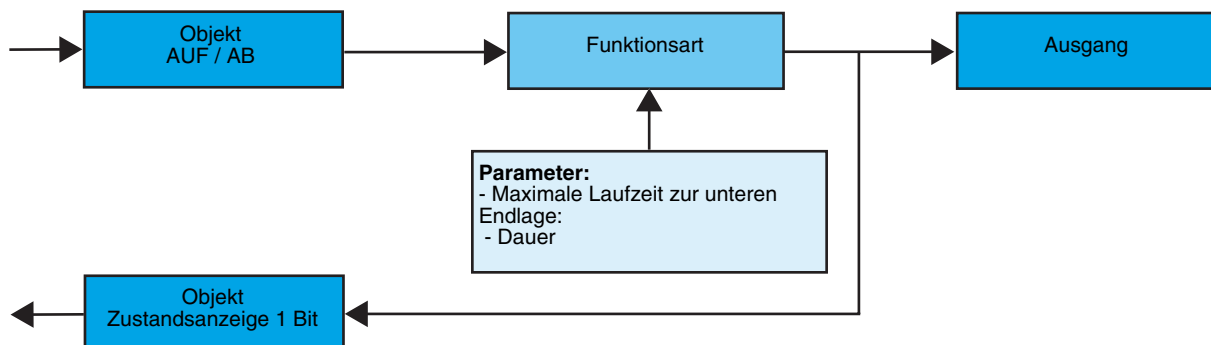 Objekt
AUF / AB
Funktionsart
Ausgang
Parameter:
- Maximale Laufzeit zur unteren
Endlage:
- Dauer
Objekt
Zustandsanzeige 1 Bit